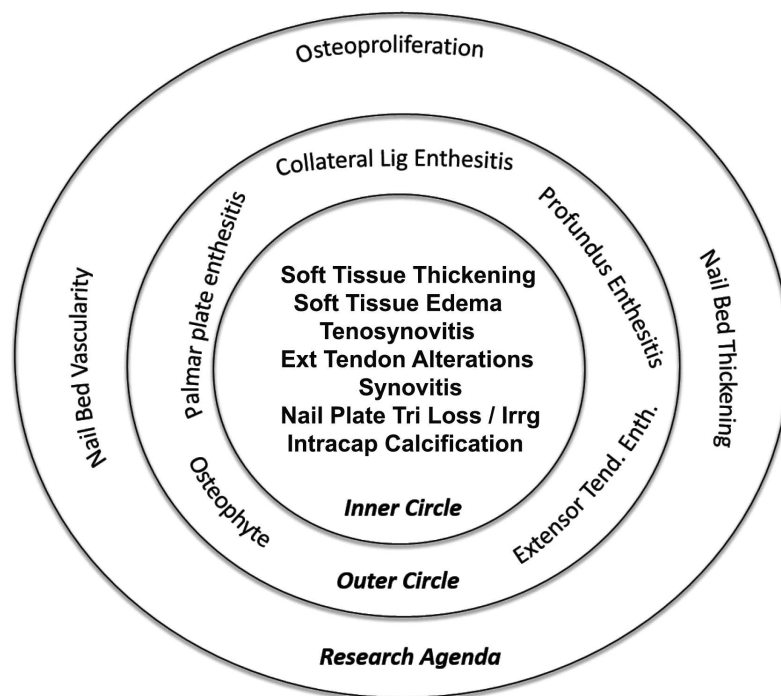 Osteoproliferation
Collateral Lig Enthesitis
Palmar plate enthesitis
Profundus Enthesitis
Nail Bed Vascularity
Nail Bed Thickening
Soft Tissue Thickening
Soft Tissue Edema
Tenosynovitis
Ext Tendon Alterations
Synovitis
Nail Plate Tri Loss / Irrg
Intracap Calcification
Osteophyte
Extensor Tend. Enth.
Inner Circle
Outer Circle
Research Agenda